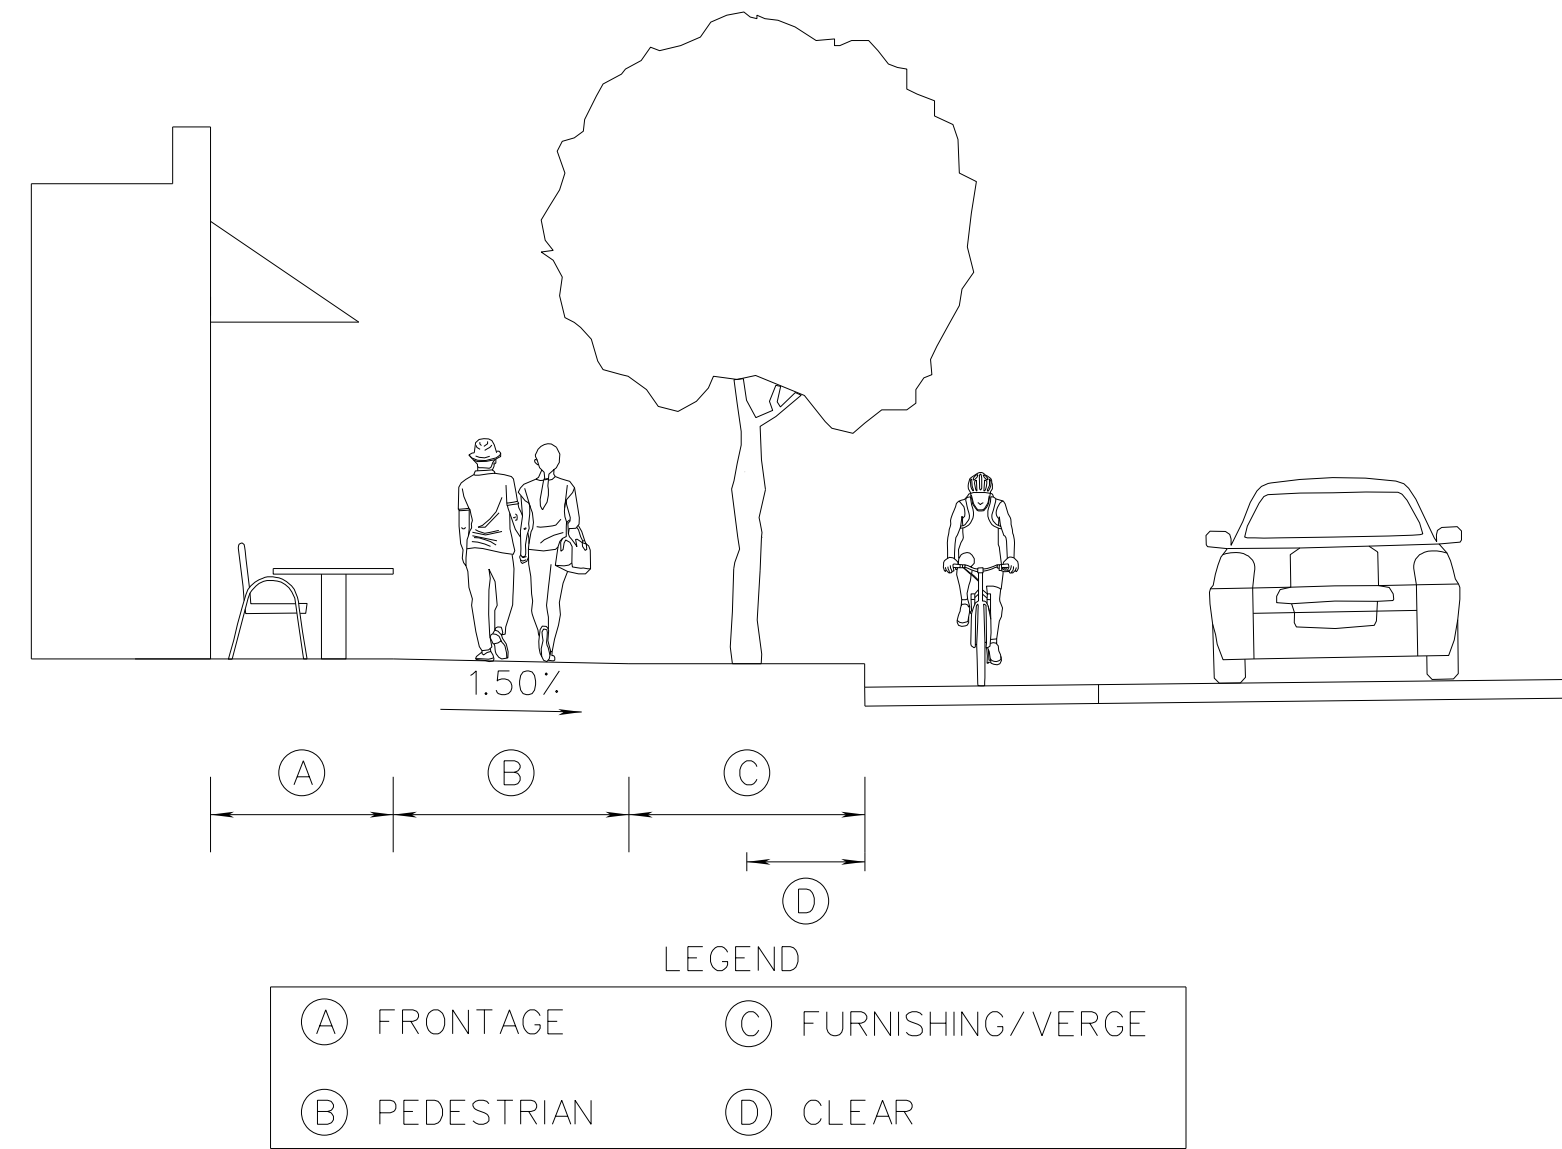 1.50%
A B C
D
LEGEND
A FRONTAGE C FURNISHING/VERGE
B PEDESTRIAN D CLEAR